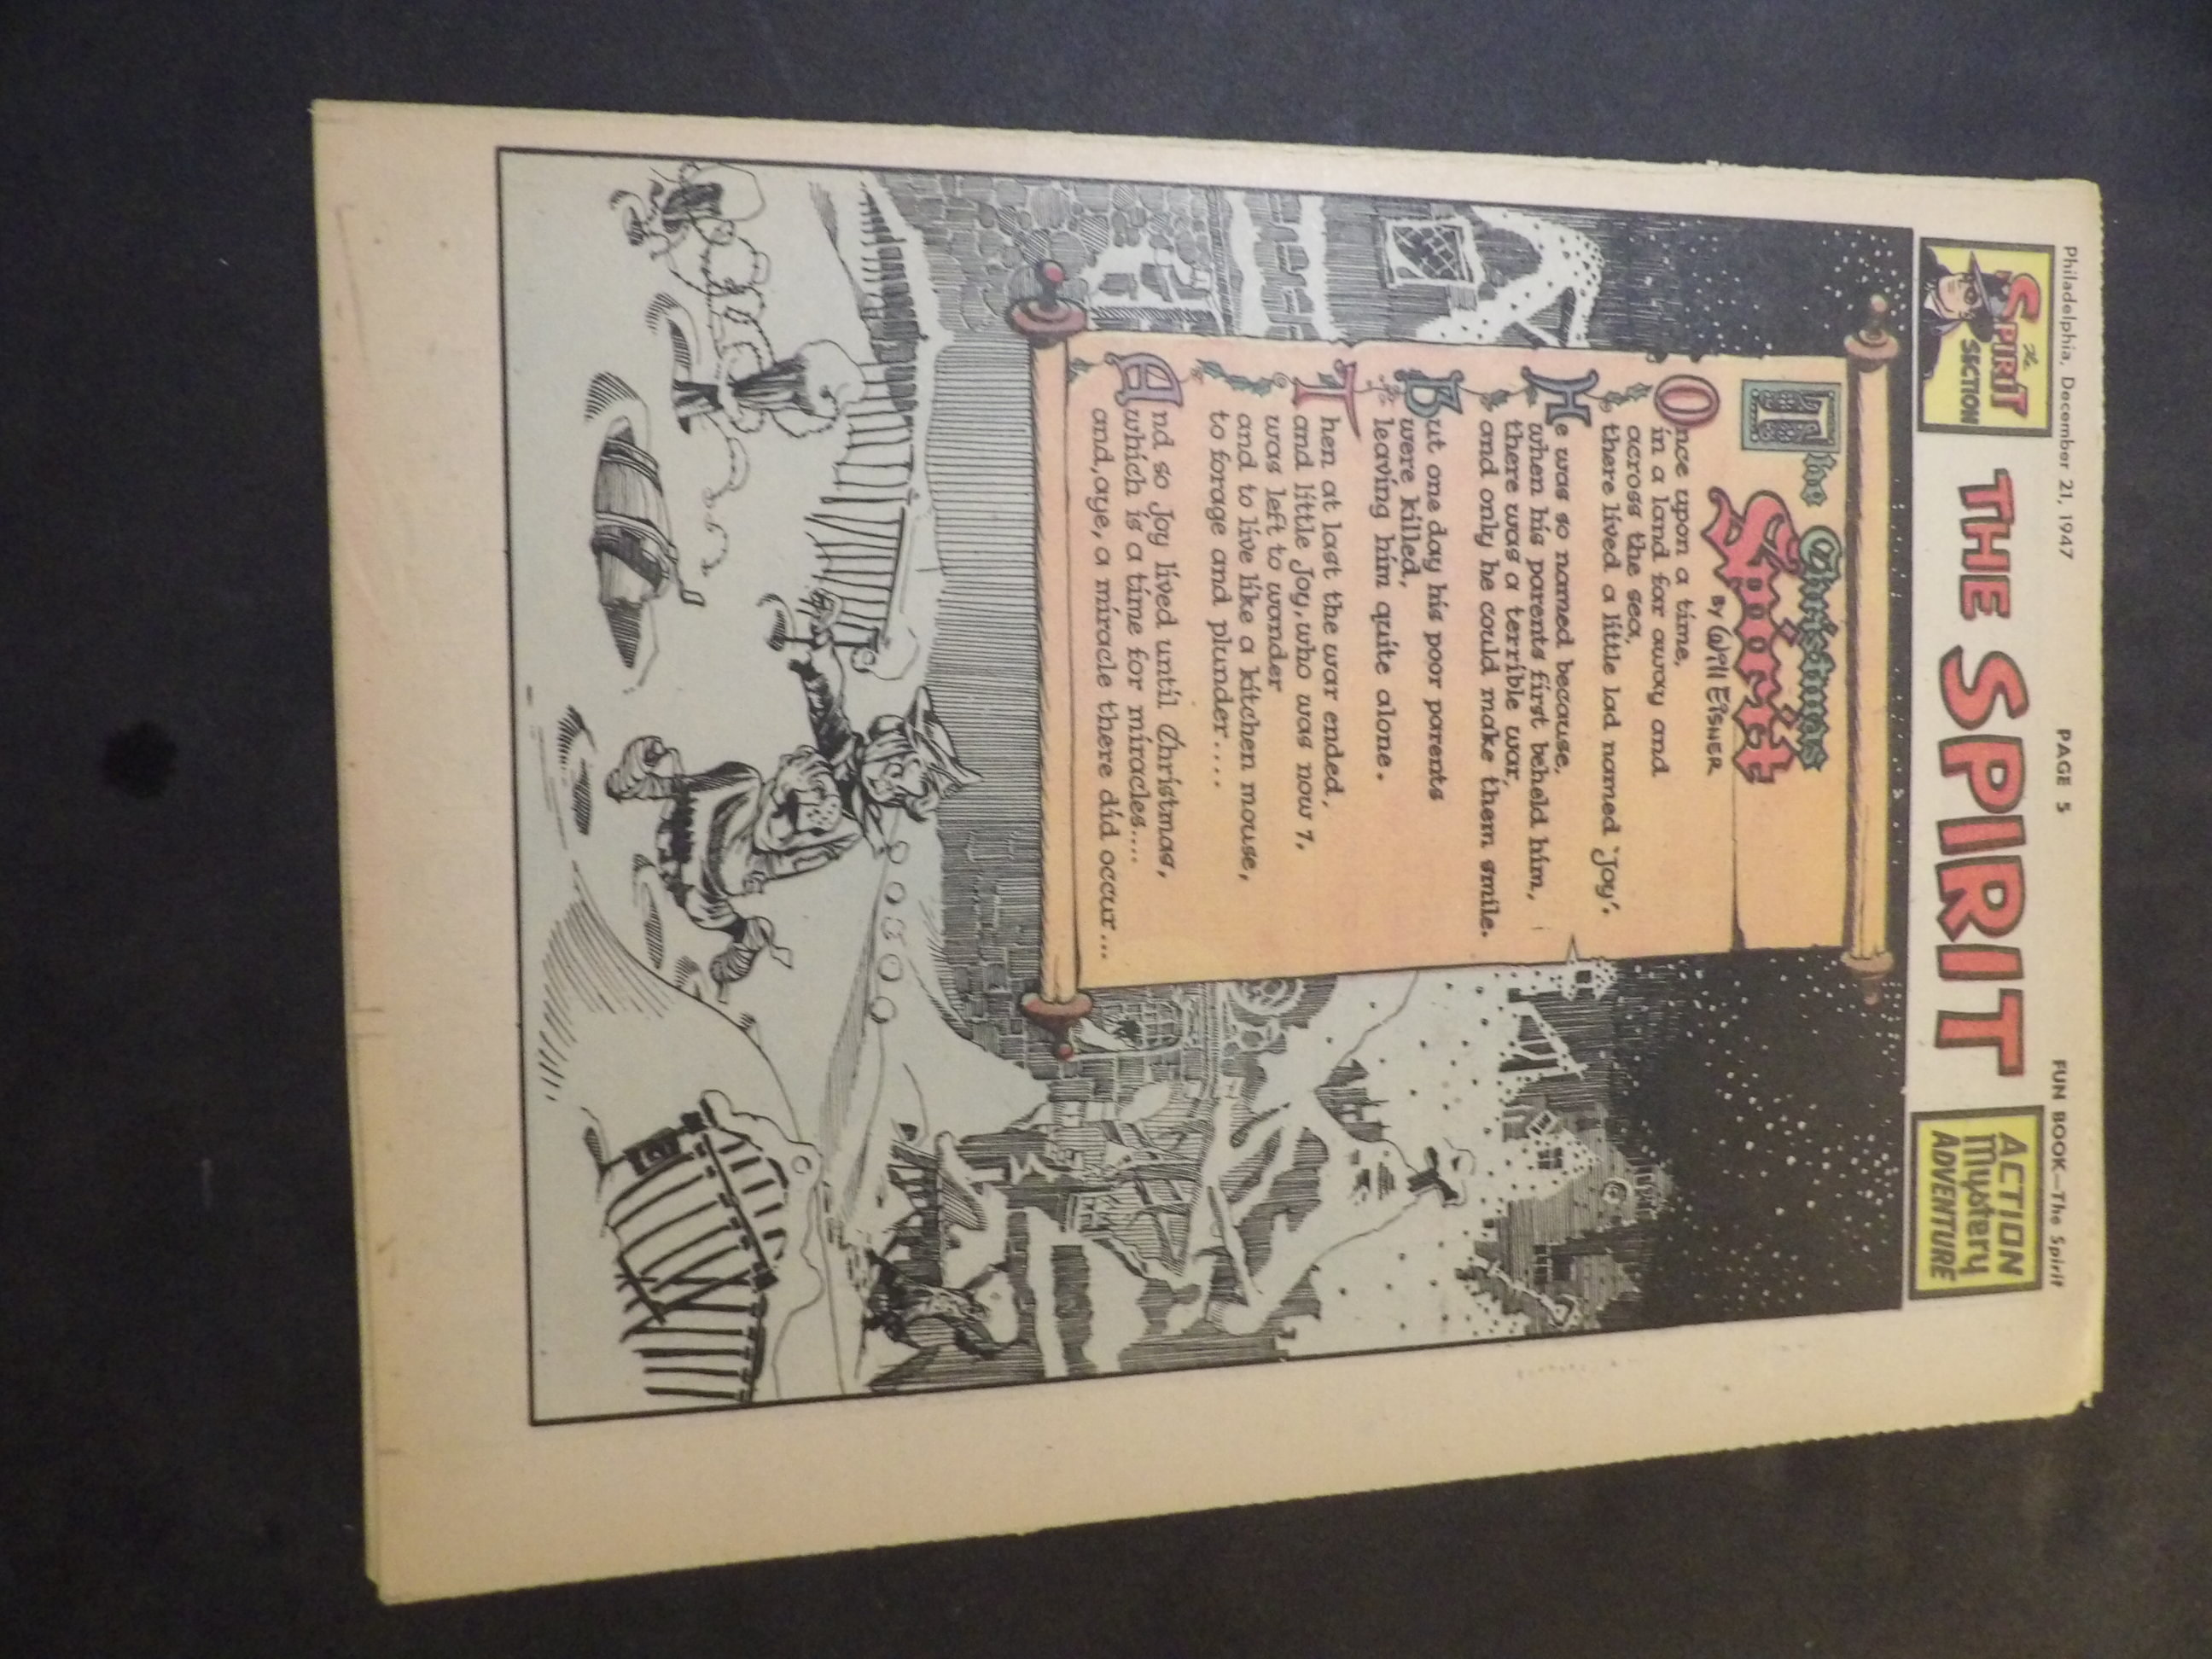 Philadelphia, December 21, 1947
PAGE 5
FUN BOOK—The Spirit
The
SPIRIT
SECTION
THE SPIRIT
ACTION
Mystery
ADVENTURE
The Christmas
Spirit
By Will Eisner
Once upon a time,
in a land far away and
across the sea,
there lived a little lad named 'Joy'.
He was so named because,
when his parents first beheld him,
there was a terrible war,
and only he could make them smile.
But one day his poor parents
were killed,
leaving him quite alone.
Then at last the war ended,
and little Joy, who was now 7,
was left to wander
and to live like a kitchen mouse,
to forage and plunder....
And so Joy lived until Christmas,
which is a time for miracles....
and, aye, a miracle there did occur...